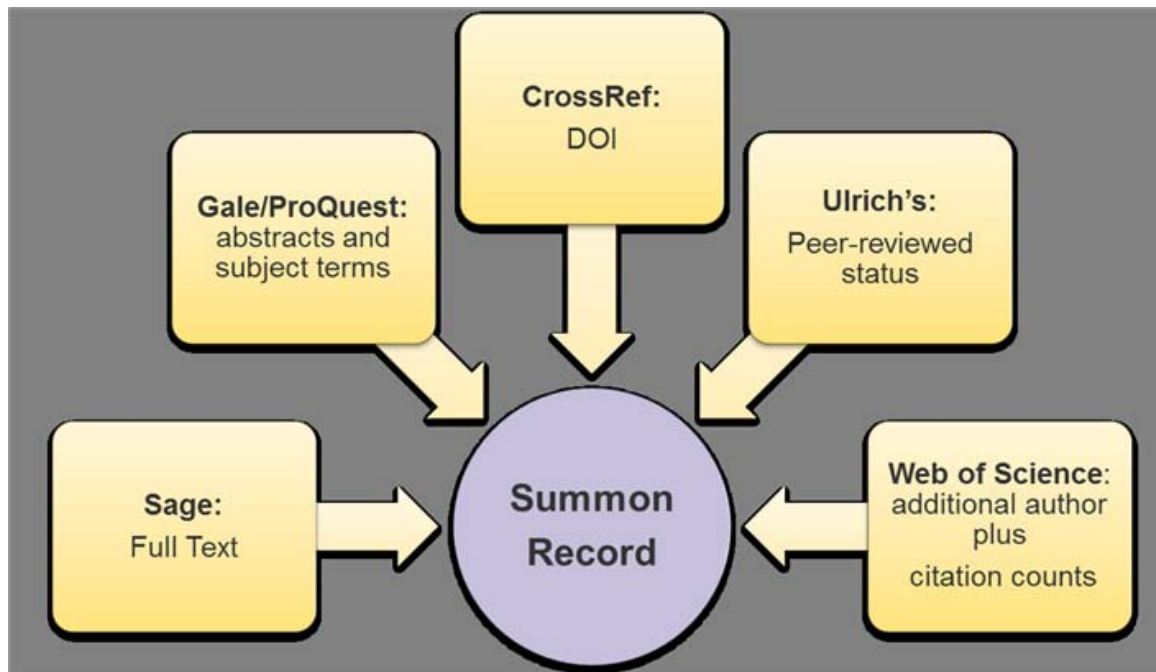 CrossRef:
DOI
Gale/ProQuest:
abstracts and
subject terms
Ulrich’s:
Peer-reviewed
status
Sage:
Full Text
Summon
Record
Web of Science:
additional author
plus
citation counts